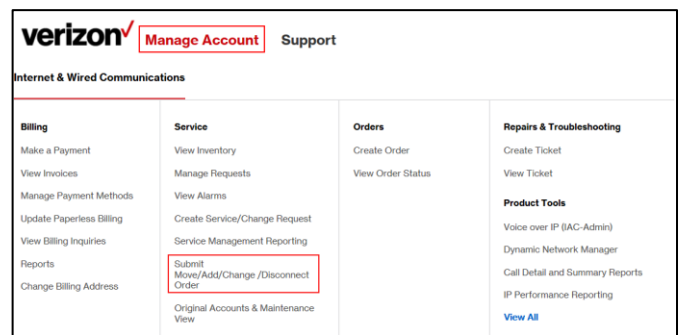 verizon
Manage Account Support
Internet & Wired Communications
Billing
Make a Payment
View Invoices
Manage Payment Methods
Update Paperless Billing
View Billing Inquiries
Reports
Change Billing Address
Service
View Inventory
Manage Requests
View Alarms
Create Service/Change Request
Service Management Reporting
Submit
Move/Add/Change /Disconnect
Order
Original Accounts & Maintenance
View
Orders
Create Order
View Order Status
Repairs & Troubleshooting
Create Ticket
View Ticket
Product Tools
Voice over IP (IAC-Admin)
Dynamic Network Manager
Call Detail and Summary Reports
IP Performance Reporting
View All